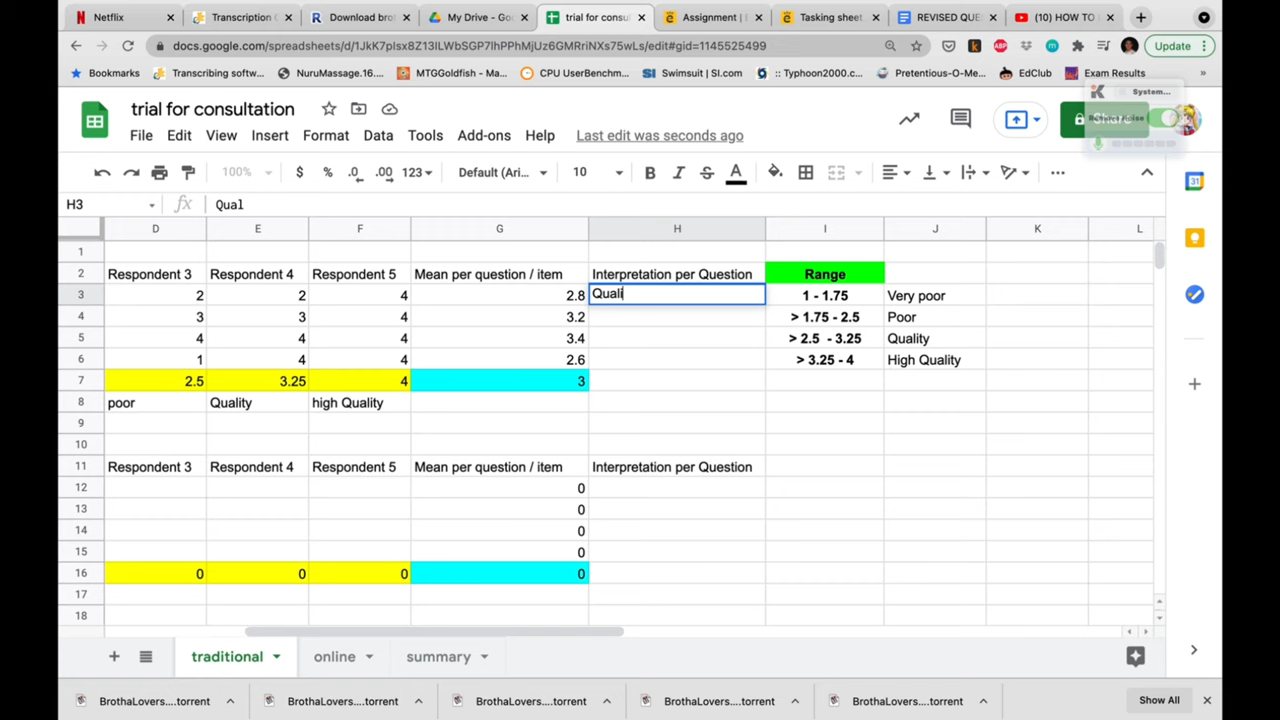 Netflix
Transcription C
Download bro
My Drive - Go
trial for consul
Assignment | E
Tasking sheet
REVISED QUE
(10) HOW TO
docs.google.com/spreadsheets/d/1JkK7pIsx8Z13ILWbSGP7lhPPhMjUz6GMRriNXs75wLs/edit#gid=1145525499
Update
Bookmarks
Transcribing softw...
NuruMassage.16....
MTGGoldfish - Ma...
CPU UserBenchm...
Swimsuit | SI.com
:: Typhoon2000.c...
Pretentious-O-Me...
EdClub
Exam Results
»
System...
trial for consultation
Share
File Edit View Insert Format Data Tools Add-ons Help Last edit was seconds ago
100% $ % .0 .00 123 Default (Ari... 10 B I S A
H3 fx Qual
D E F G H I J K L
1
2 Respondent 3 Respondent 4 Respondent 5 Mean per question / item Interpretation per Question Range
3 2 2 4 2.8 Quali 1 - 1.75 Very poor
4 3 3 4 3.2 > 1.75 - 2.5 Poor
5 4 4 4 3.4 > 2.5 - 3.25 Quality
6 1 4 4 2.6 > 3.25 - 4 High Quality
7 2.5 3.25 4 3
8 poor Quality high Quality
9
10
11 Respondent 3 Respondent 4 Respondent 5 Mean per question / item Interpretation per Question
12 0
13 0
14 0
15 0
16 0 0 0 0
17
18
traditional online summary
BrothaLovers....torrent BrothaLovers....torrent BrothaLovers....torrent BrothaLovers....torrent BrothaLovers....torrent Show All